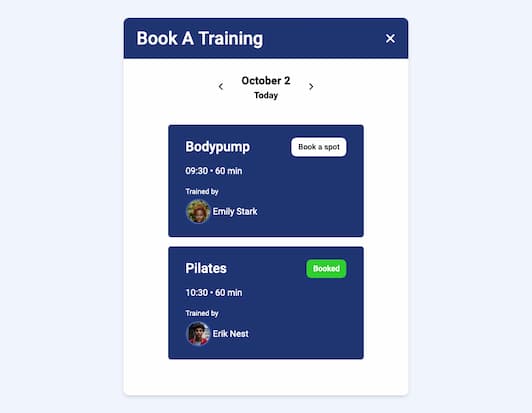 Book A Training
October 2
Today
Bodypump
Book a spot
09:30 • 60 min
Trained by
Emily Stark
Pilates
Booked
10:30 • 60 min
Trained by
Erik Nest